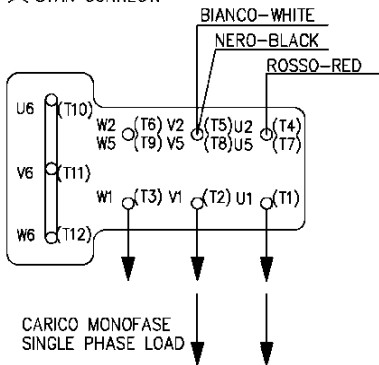 BIANCO-WHITE
NERO-BLACK
ROSSO-RED
U6 (T10)
W2 (T6) V2 (T5) U2 (T4)
W5 (T9) V5 (T8) U5 (T7)
V6 (T11)
W1 (T3) V1 (T2) U1 (T1)
W6 (T12)
CARICO MONOFASE
SINGLE PHASE LOAD